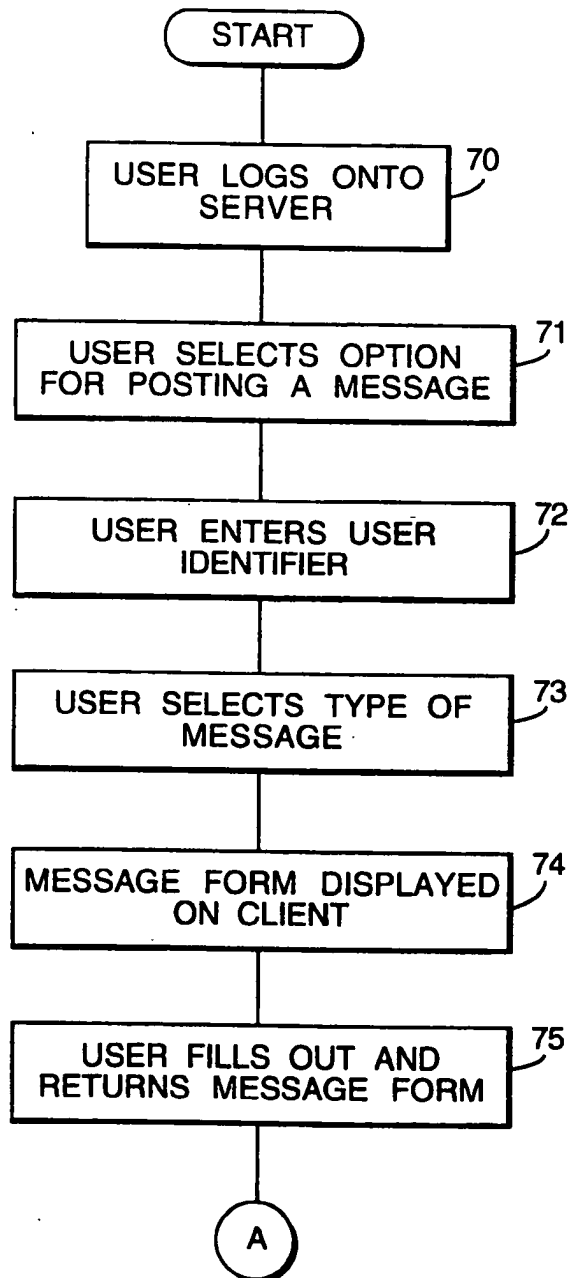 START
70
USER LOGS ONTO
SERVER
71
USER SELECTS OPTION
FOR POSTING A MESSAGE
72
USER ENTERS USER
IDENTIFIER
73
USER SELECTS TYPE OF
MESSAGE
74
MESSAGE FORM DISPLAYED
ON CLIENT
75
USER FILLS OUT AND
RETURNS MESSAGE FORM
A